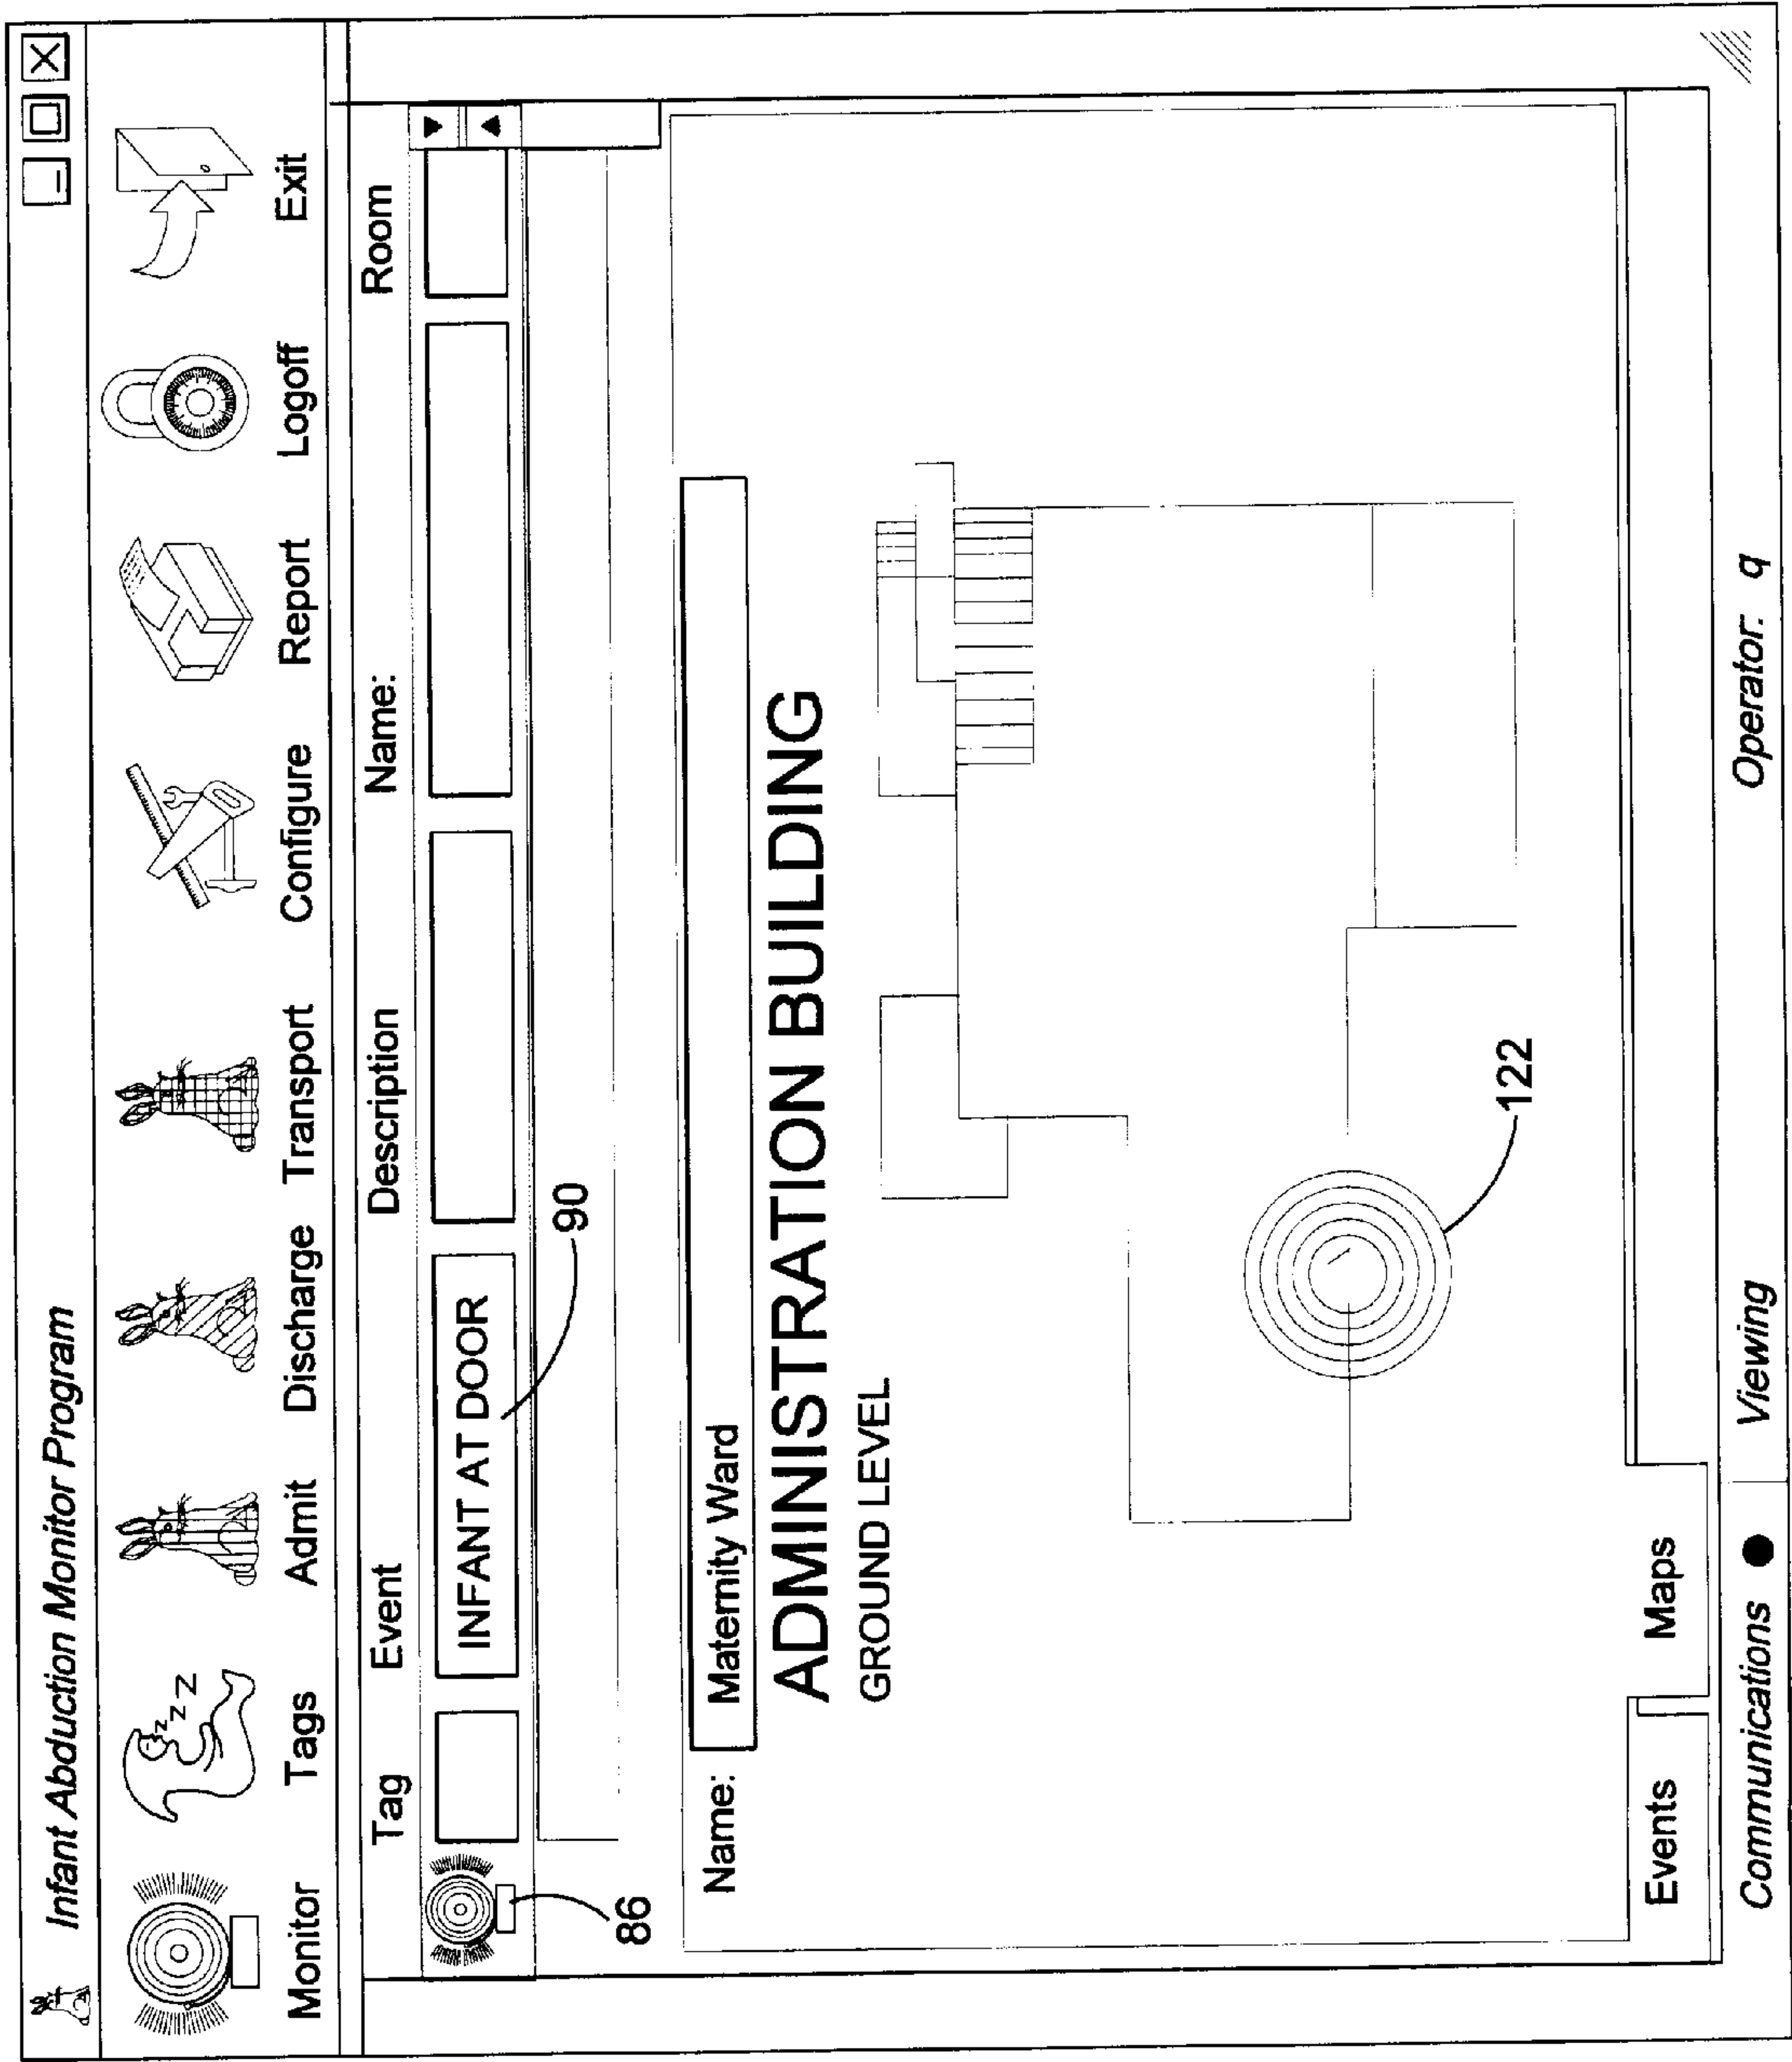 Infant Abduction Monitor Program
Monitor Tags Admit Discharge Transport Configure Report Logoff Exit
Tag Event Description Name: Room
INFANT AT DOOR
86 90
Name: Maternity Ward
ADMINISTRATION BUILDING
GROUND LEVEL
122
Events Maps
Communications Viewing Operator: q